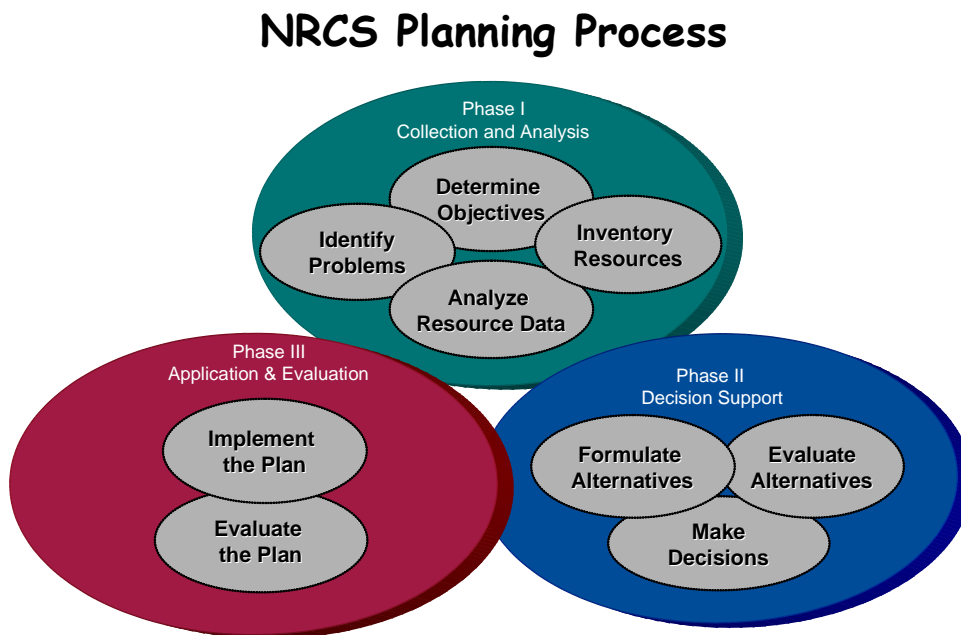 NRCS Planning Process
Phase I
Collection and Analysis
Determine
Objectives
Identify
Problems
Inventory
Resources
Analyze
Resource Data
Phase III
Application & Evaluation
Implement
the Plan
Evaluate
the Plan
Phase II
Decision Support
Formulate
Alternatives
Evaluate
Alternatives
Make
Decisions